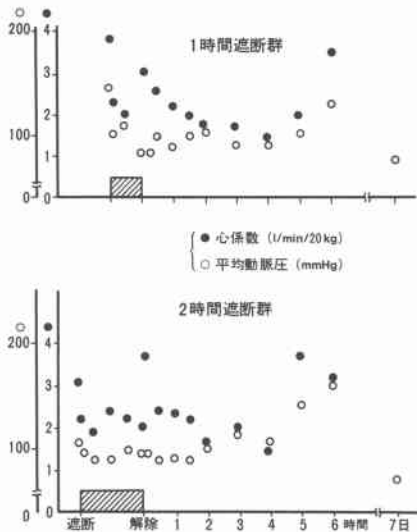 ○ ●
200 4
1時間遮断群
3
100 2
1
0
● 心係数 (l/min/20kg)
○ 平均動脈圧 (mmHg)
○ ●
2時間遮断群
200 4
3
100 2
1
0
遮断 解除 1 2 3 4 5 6 時間 7日